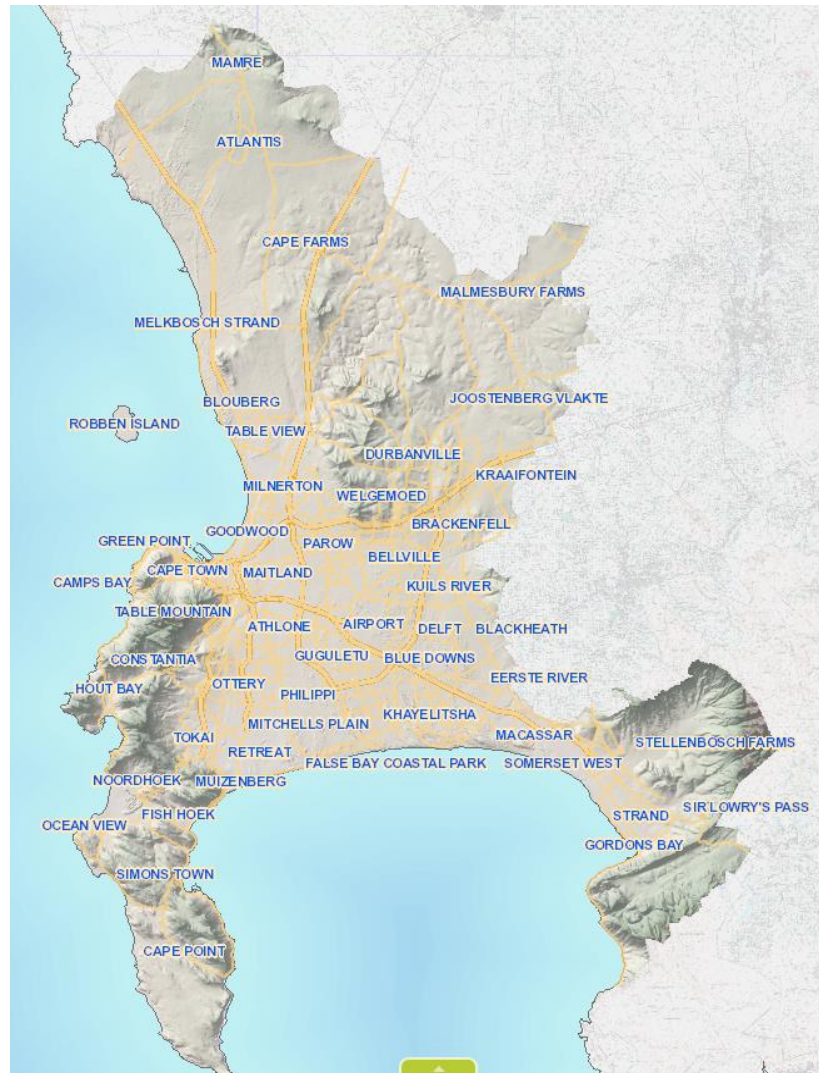 MAMRE
ATLANTIS
CAPE FARMS
MALMESBURY FARMS
MELKBOSCH STRAND
BLOUBERG
JOOSTENBERG VLAKTE
ROBBEN ISLAND
TABLE VIEW
DURBANVILLE
KRAAIFONTEIN
MILNERTON
WELGEMOED
GOODWOOD
BRACKENFELL
GREEN POINT
PAROW
BELLVILLE
CAPE TOWN
MAITLAND
CAMPS BAY
KUILS RIVER
TABLE MOUNTAIN
ATHLONE
AIRPORT
DELFT
BLACKHEATH
CONSTANTIA
GUGULETU
BLUE DOWNS
EERSTE RIVER
HOUT BAY
OTTERY
PHILIPPI
MITCHELLS PLAIN
KHAYELITSHA
TOKAI
MACASSAR
STELLENBOSCH FARMS
RETREAT
FALSE BAY COASTAL PARK
SOMERSET WEST
NOORDHOEK
MUIZENBERG
SIR LOWRY'S PASS
FISH HOEK
STRAND
OCEAN VIEW
GORDONS BAY
SIMONS TOWN
CAPE POINT